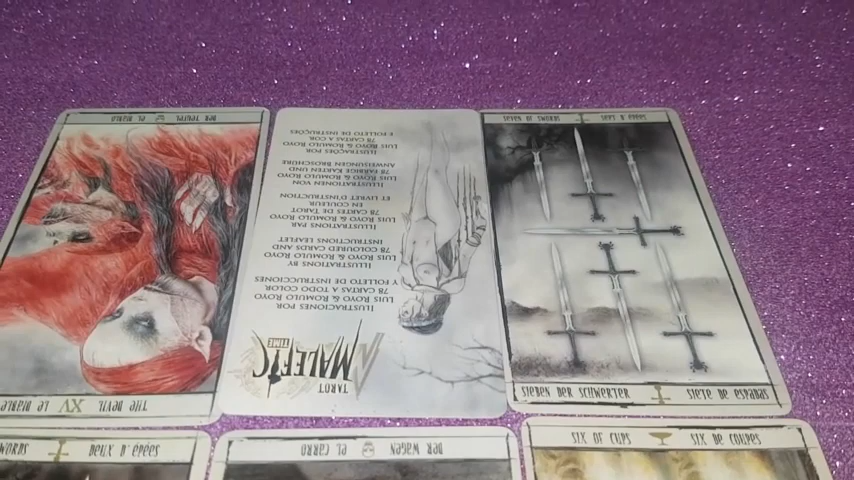 DER TEUFEL EL DIABLO
THE DEVIL XV LE DIABLE
TAROT
MALEFIC
TIME
ILUSTRACIONES POR
LUIS ROYO & ROMULO ROYO
78 CARTAS A TODO COLOR
Y FOLLETO DE INSTRUCCIONES
ILLUSTRATIONS BY
LUIS ROYO & ROMULO ROYO
78 COLOURED CARDS AND
INSTRUCTIONS LEAFLET
ILLUSTRATIONS PAR
LUIS ROYO & ROMULO ROYO
78 CARTES DE TAROT
EN COULEUR
ET LIVRET D'INSTRUCTION
ILLUSTRATIONEN VON
LUIS ROYO & ROMULO ROYO
78 FARBIGE KARTEN UND
ANWEISUNGEN BROSCHÜRE
ILUSTRAÇÕES POR
LUIS ROYO & ROMULO ROYO
78 CARTAS A COR
E FOLLETO DE INSTRUÇÕES
SEVEN OF SWORDS SEPT D'ÉPÉES
SIEBEN DER SCHWERTER SIETE DE ESPADAS
SWORDS DEUX D'ÉPÉES
DER WAGEN EL CARRO
SIX OF CUPS SIX DE COUPES